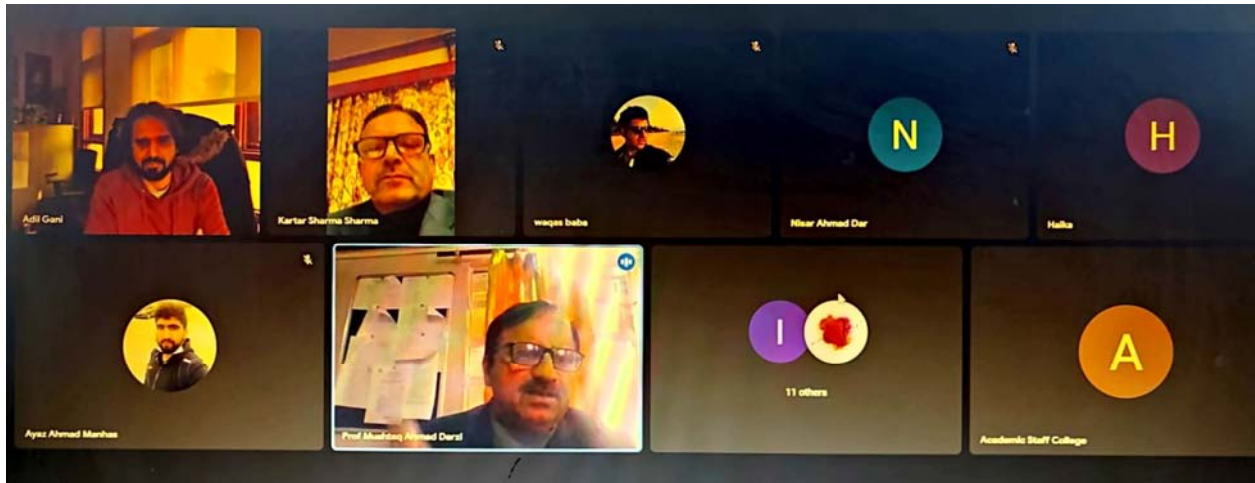 Adil Gani
Kartar Sharma Sharma
waqas baba
N
Nisar Ahmad Dar
H
Haika
Ayaz Ahmad Manhas
Prof Mushtaq Ahmad Darzi
I
11 others
A
Academic Staff College